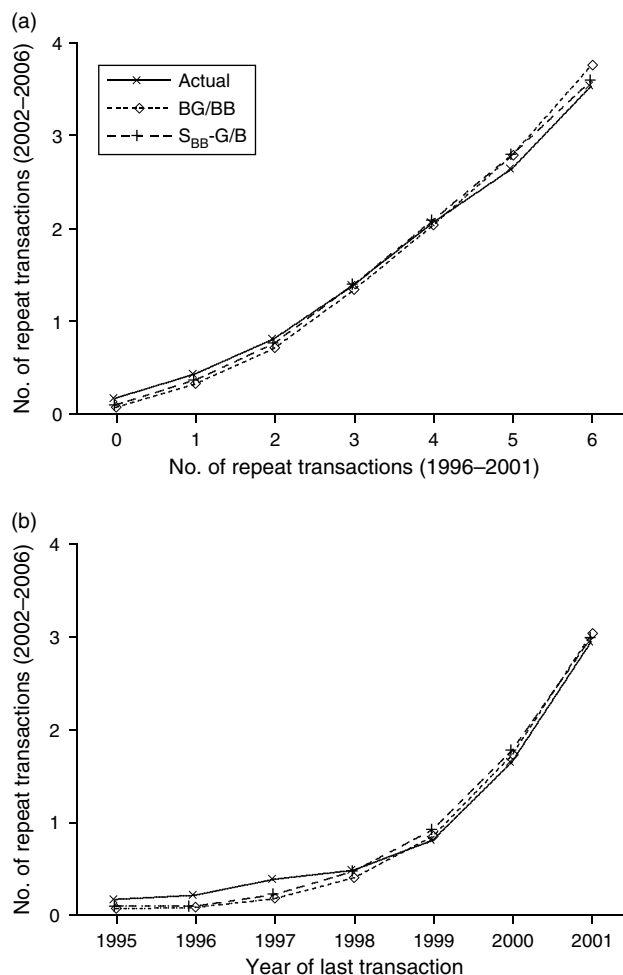 (a)
4
3
2
1
0
No. of repeat transactions (2002–2006)
Actual
BG/BB
S_BB-G/B
0 1 2 3 4 5 6
No. of repeat transactions (1996–2001)
(b)
4
3
2
1
0
No. of repeat transactions (2002–2006)
1995 1996 1997 1998 1999 2000 2001
Year of last transaction